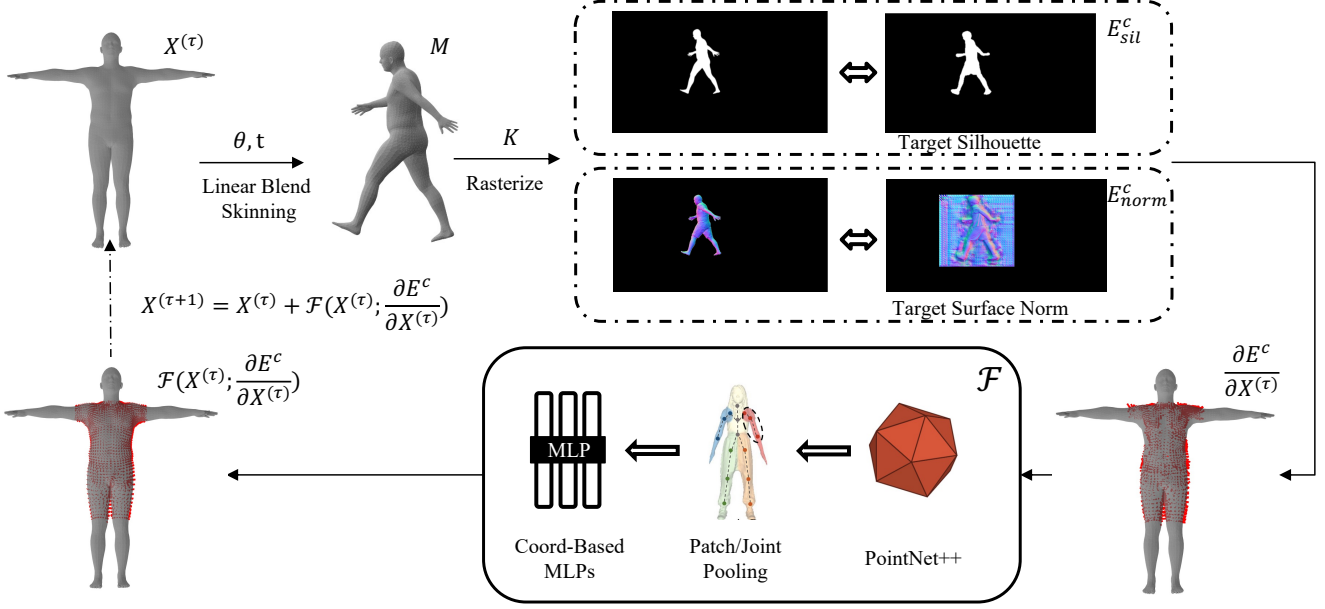 X^{(τ)}
θ, t
Linear Blend
Skinning
M
K
Rasterize
E^c_{sil}
Target Silhouette
E^c_{norm}
Target Surface Norm
X^{(τ+1)} = X^{(τ)} + ℱ(X^{(τ)}; ∂E^c/∂X^{(τ)})
ℱ(X^{(τ)}; ∂E^c/∂X^{(τ)})
ℱ
MLP
Coord-Based
MLPs
Patch/Joint
Pooling
PointNet++
∂E^c/∂X^{(τ)}